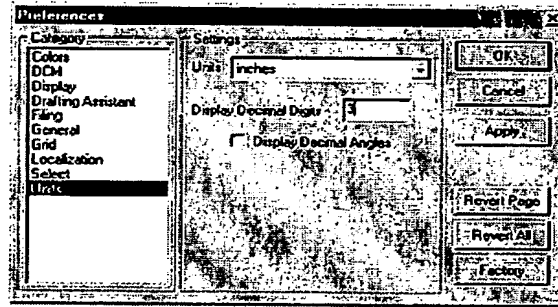 Preferences
Category
Colors
DCM
Display
Drafting Assistant
Filing
General
Grid
Localization
Select
Units
Settings
Units inches
Display Decimal Digits 3
Display Decimal Angles
OK
Cancel
Apply
Revert Page
Revert All
Factory